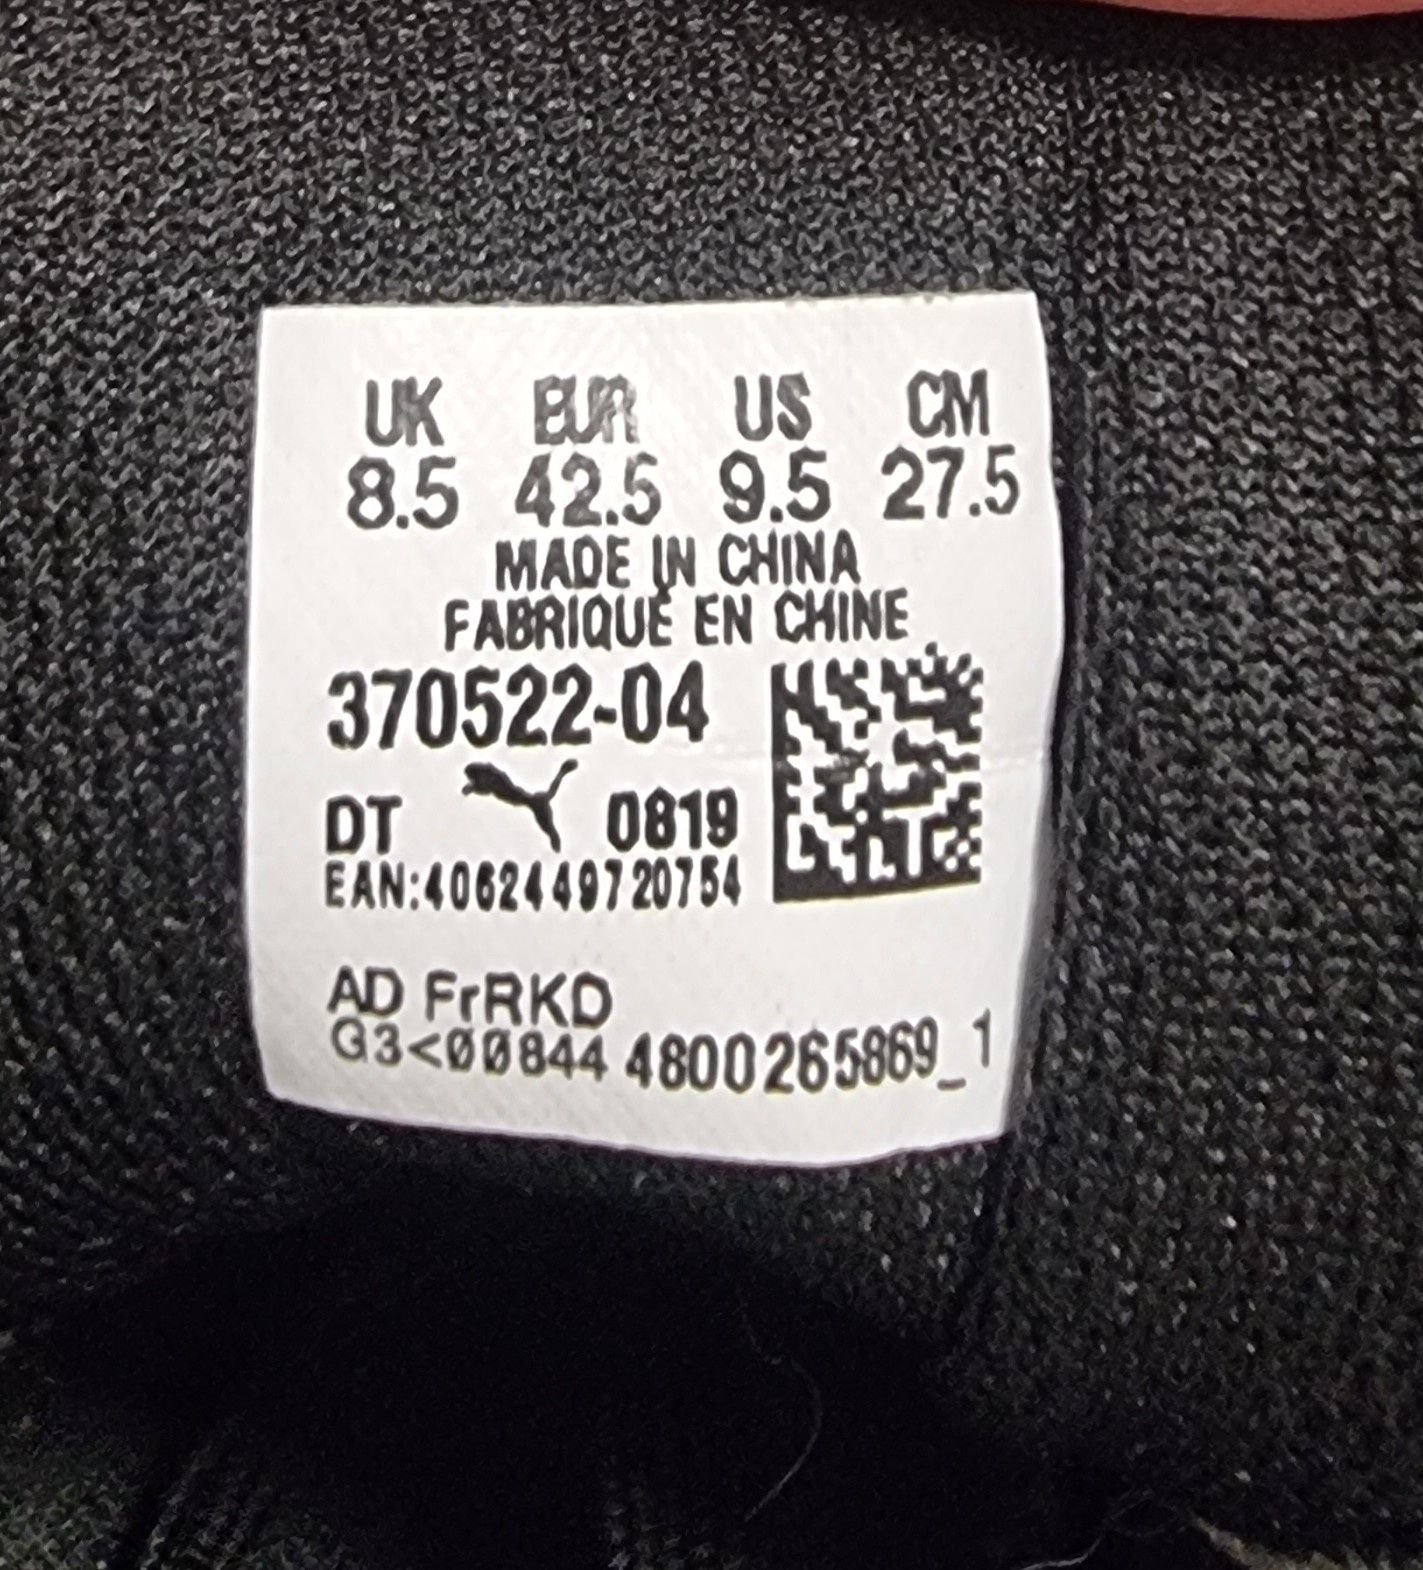 UK EUR US CM
8.5 42.5 9.5 27.5
MADE IN CHINA
FABRIQUÉ EN CHINE
370522-04
DT 0819
EAN:4062449720754
AD FrRKD
G3<00844 4800265869_1